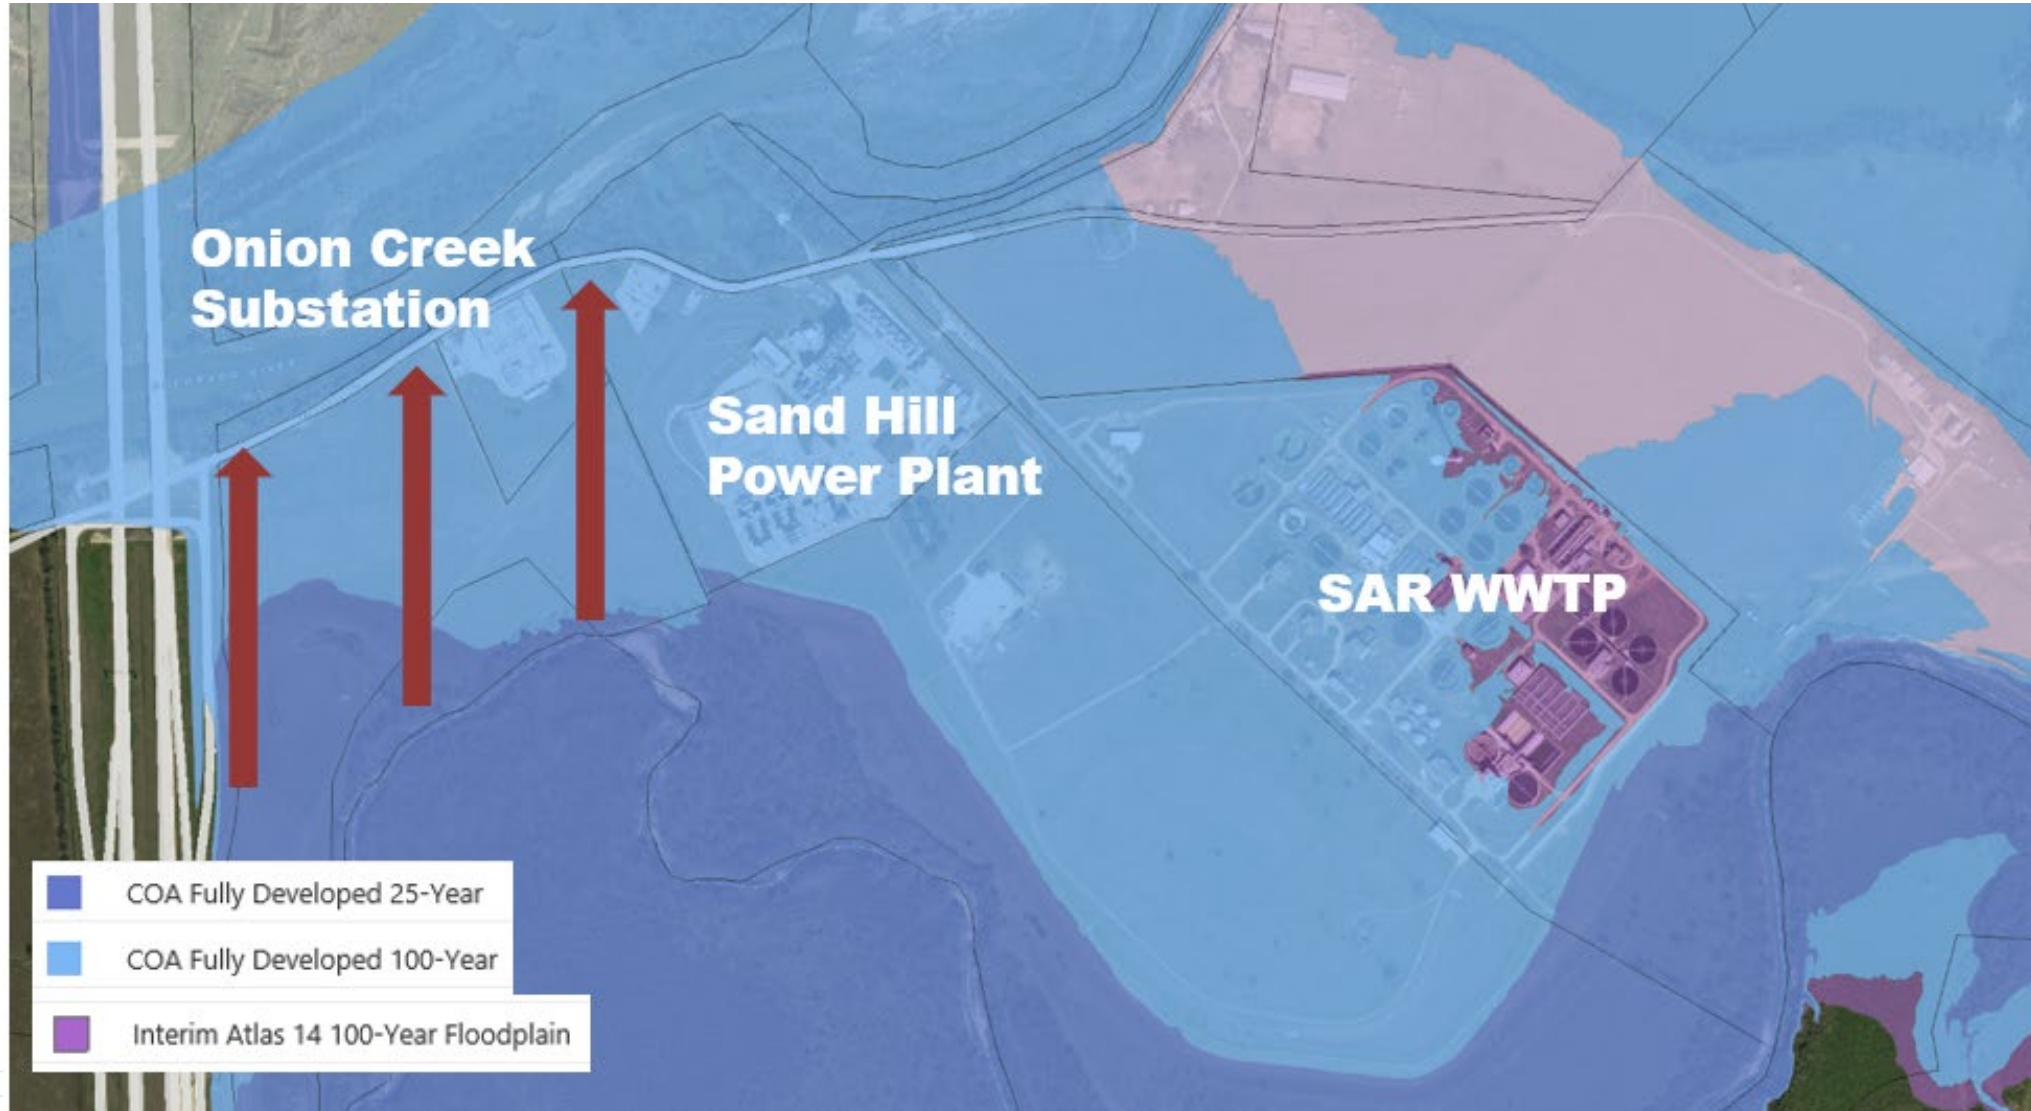 Onion Creek
Substation
Sand Hill
Power Plant
SAR WWTP
COA Fully Developed 25-Year
COA Fully Developed 100-Year
Interim Atlas 14 100-Year Floodplain